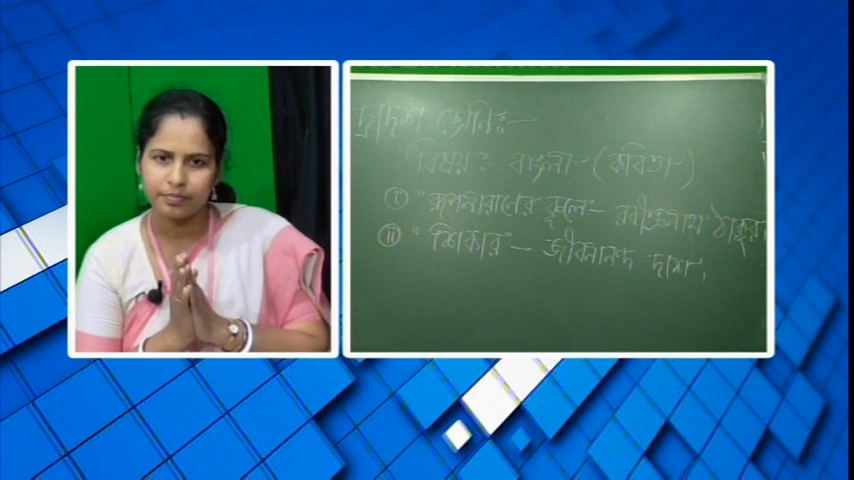 দ্বাদশ শ্রেণিঃ—
বিষয়ঃ বাংলা - (কবিতা)
(i) "রূপনারাণের কূলে" - রবীন্দ্রনাথ ঠাকুর।
(ii) "শিকার" - জীবনানন্দ দাশ।